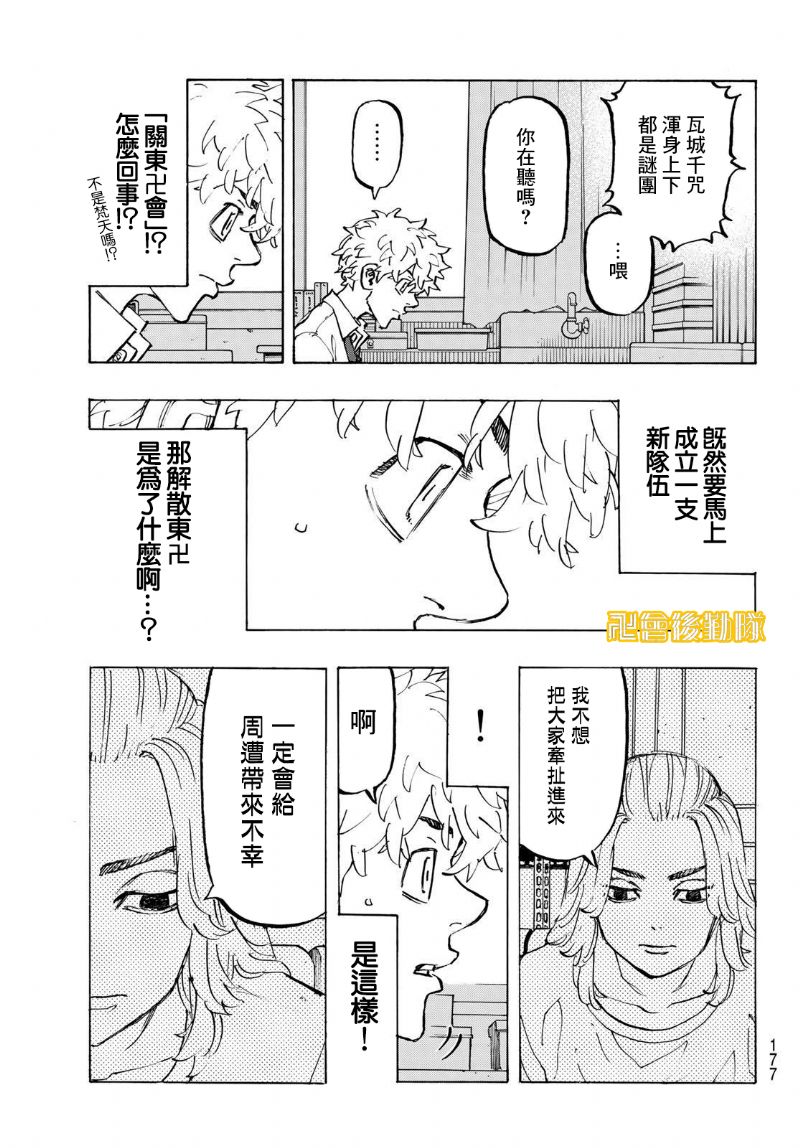 瓦城千咒
渾身上下
都是謎團
…喂
你在聽嗎？
……
「關東卍會」!?
怎麼回事!?
不是梵天嗎!?
既然要馬上
成立一支
新隊伍
那解散東卍
是為了什麼啊…？
卍會後勤隊
我不想
把大家牽扯進來
！
啊
是這樣！
一定會給
周遭帶來不幸
177